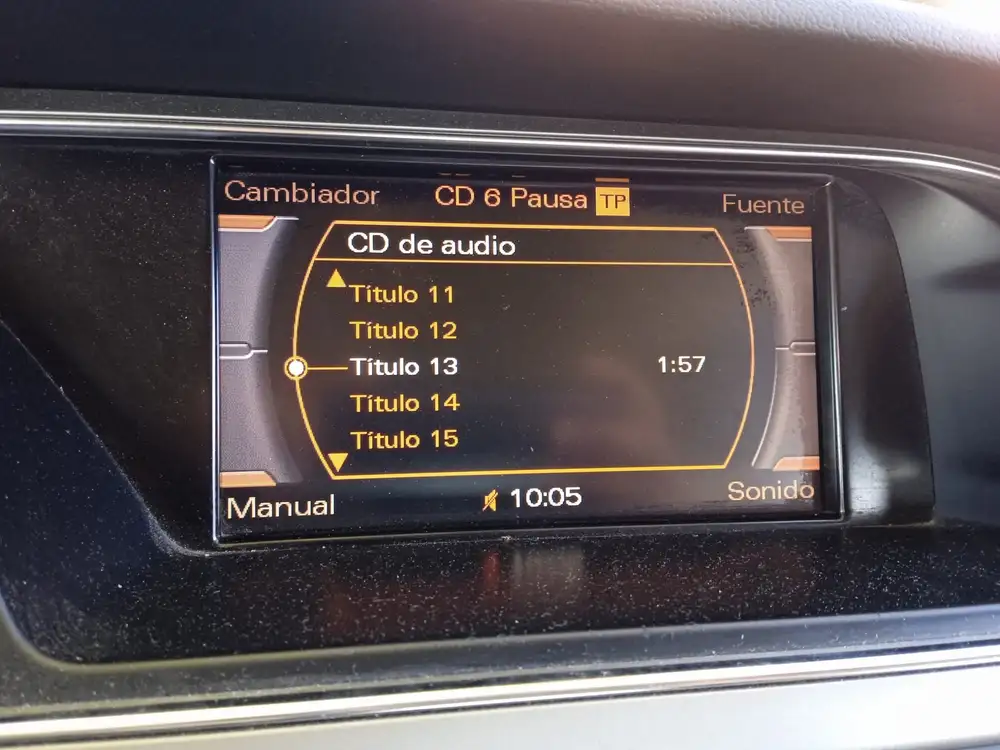 Cambiador CD 6 Pausa TP Fuente
CD de audio
Título 11
Título 12
Título 13 1:57
Título 14
Título 15
Manual 10:05 Sonido